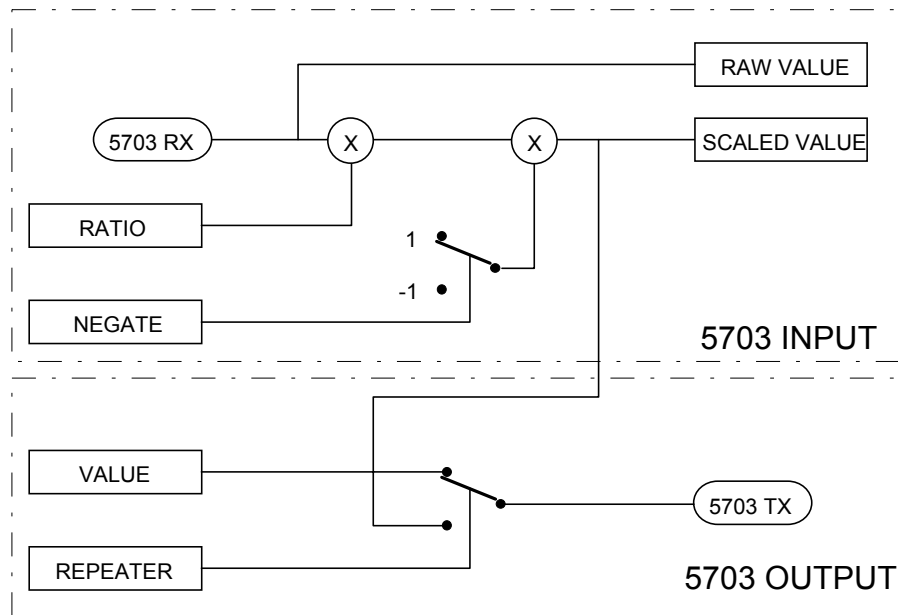 RAW VALUE
5703 RX
X
X
SCALED VALUE
RATIO
1
-1
NEGATE
5703 INPUT
VALUE
5703 TX
REPEATER
5703 OUTPUT